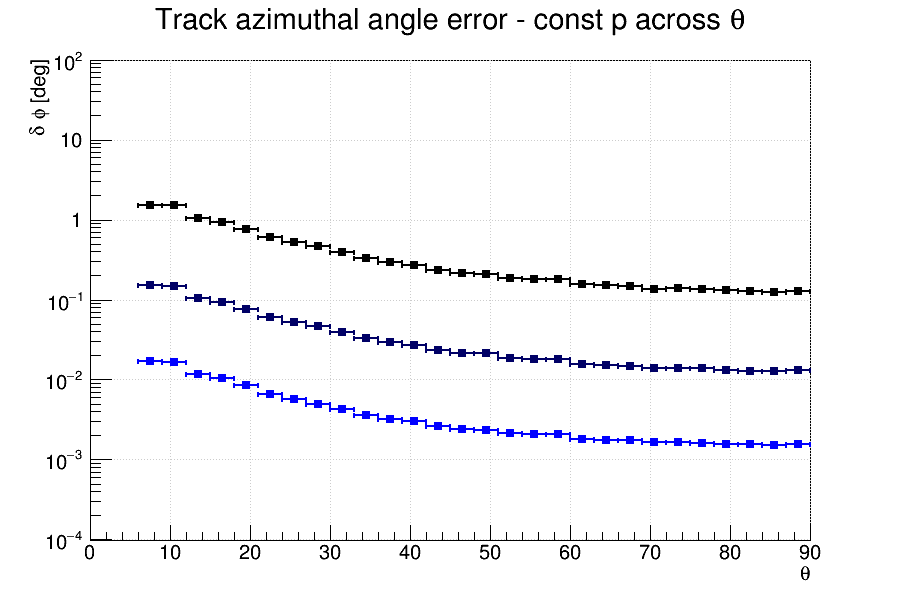 Track azimuthal angle error - const p across θ
δ ϕ [deg]
10²
10
1
10⁻¹
10⁻²
10⁻³
10⁻⁴
0 10 20 30 40 50 60 70 80 90
θ